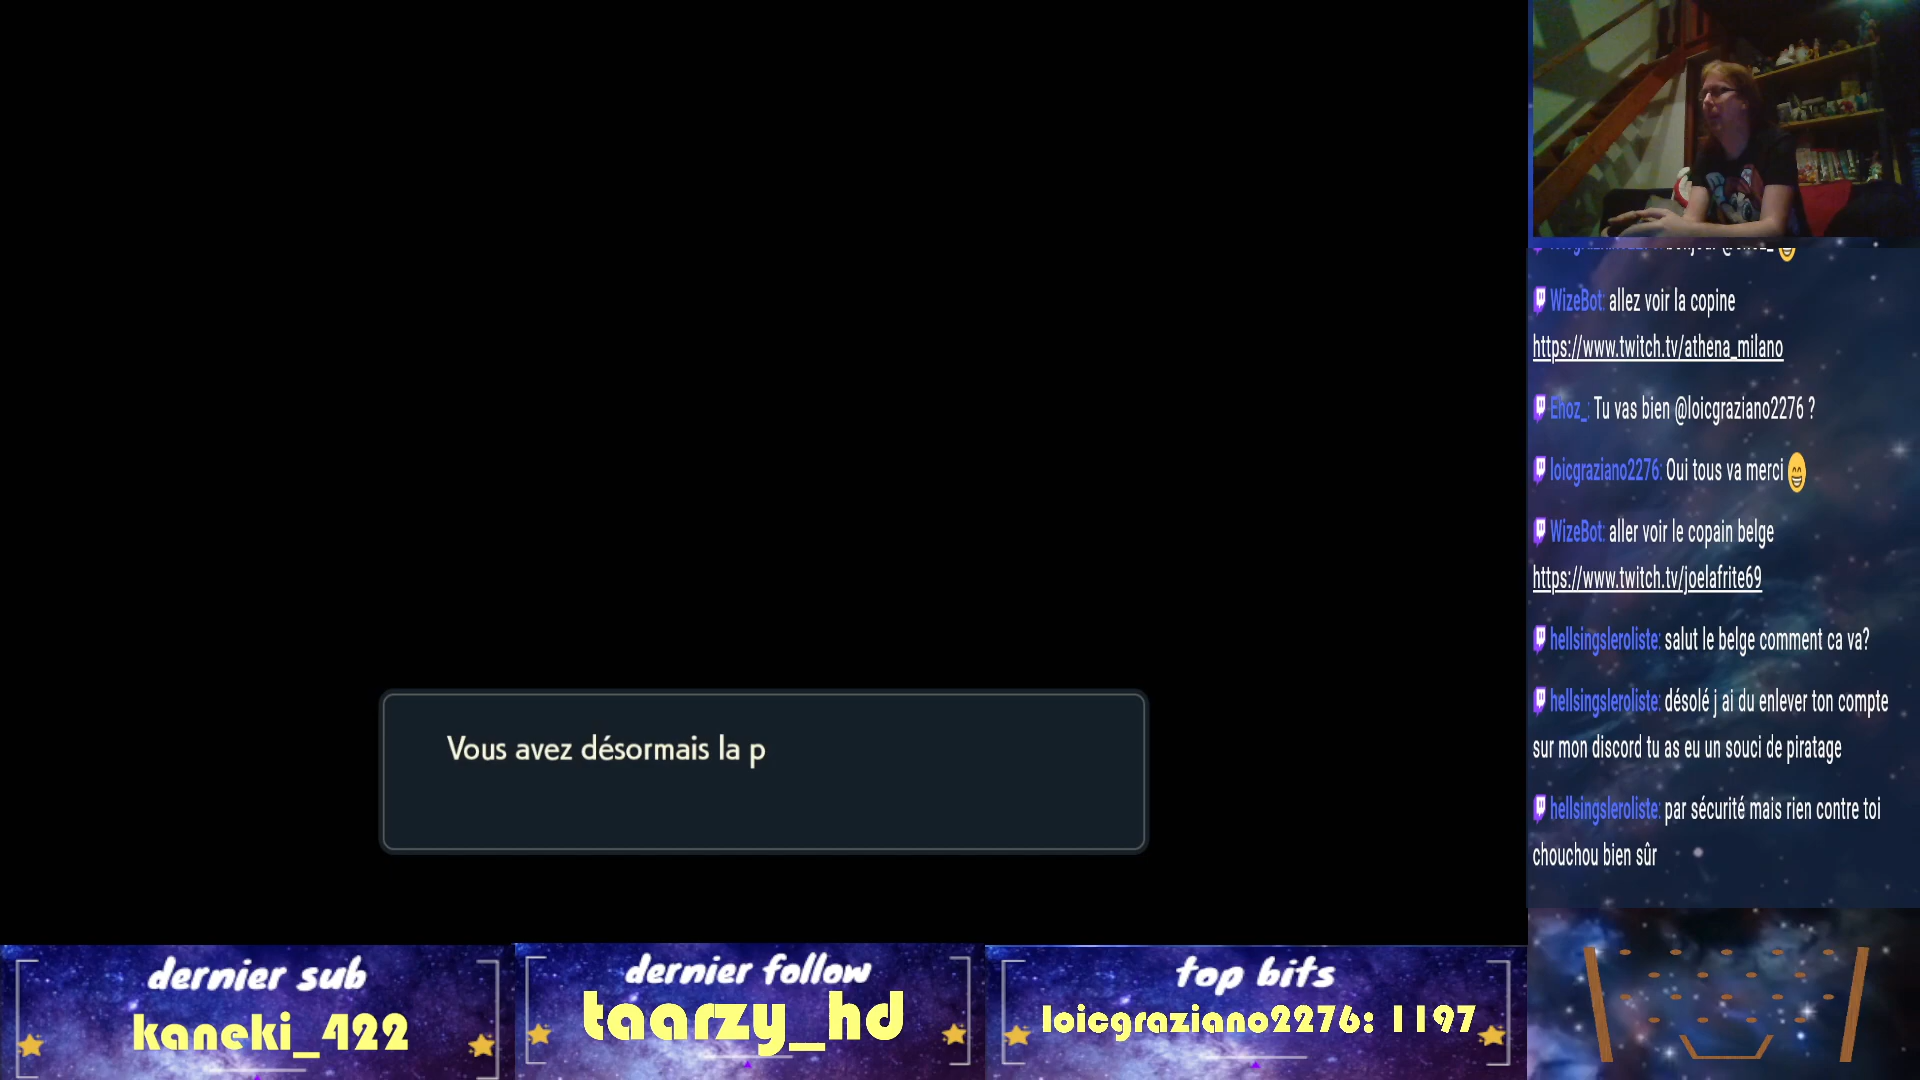 Vous avez désormais la p
WizeBot: allez voir la copine
https://www.twitch.tv/athena_milano
Ehoz_: Tu vas bien @loicgraziano2276 ?
loicgraziano2276: Oui tous va merci 😁
WizeBot: aller voir le copain belge
https://www.twitch.tv/joelafrite69
hellsingsleroliste: salut le belge comment ca va?
hellsingsleroliste: désolé j ai du enlever ton compte
sur mon discord tu as eu un souci de piratage
hellsingsleroliste: par sécurité mais rien contre toi
chouchou bien sûr
dernier sub
kaneki_422
dernier follow
taarzy_hd
top bits
loicgraziano2276: 1197